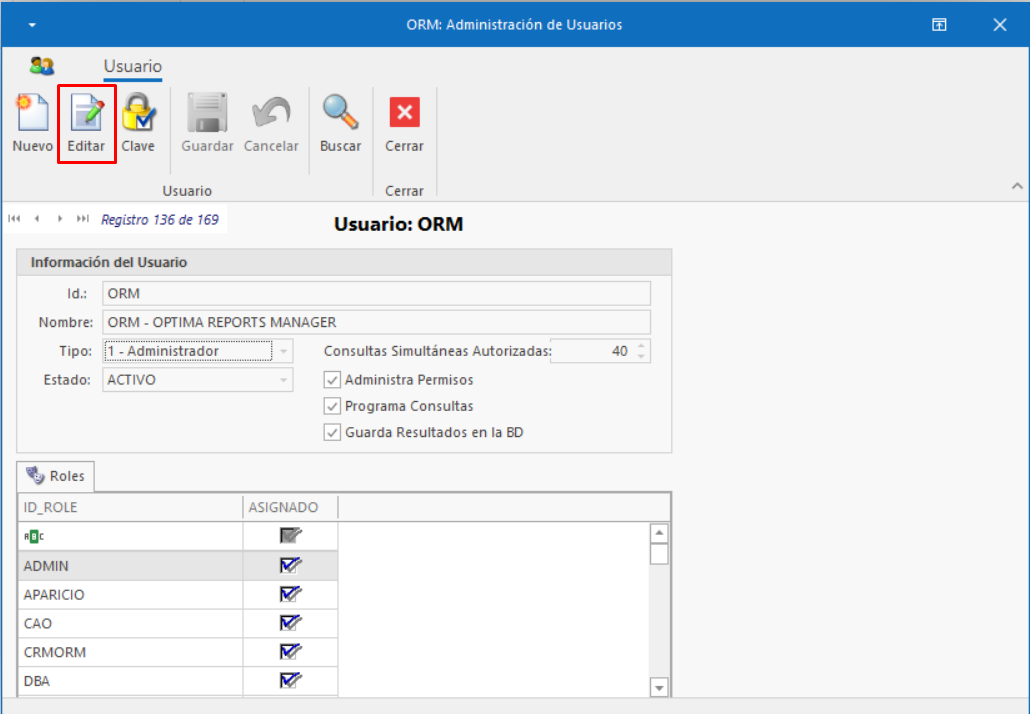 ORM: Administración de Usuarios
Usuario
Nuevo Editar Clave Guardar Cancelar Buscar Cerrar
Usuario Cerrar
Registro 136 de 169
Usuario: ORM
Información del Usuario
Id.: ORM
Nombre: ORM - OPTIMA REPORTS MANAGER
Tipo: 1 - Administrador Consultas Simultáneas Autorizadas: 40
Estado: ACTIVO Administra Permisos
Programa Consultas
Guarda Resultados en la BD
Roles
ID_ROLE ASIGNADO
ABC
ADMIN
APARICIO
CAO
CRMORM
DBA